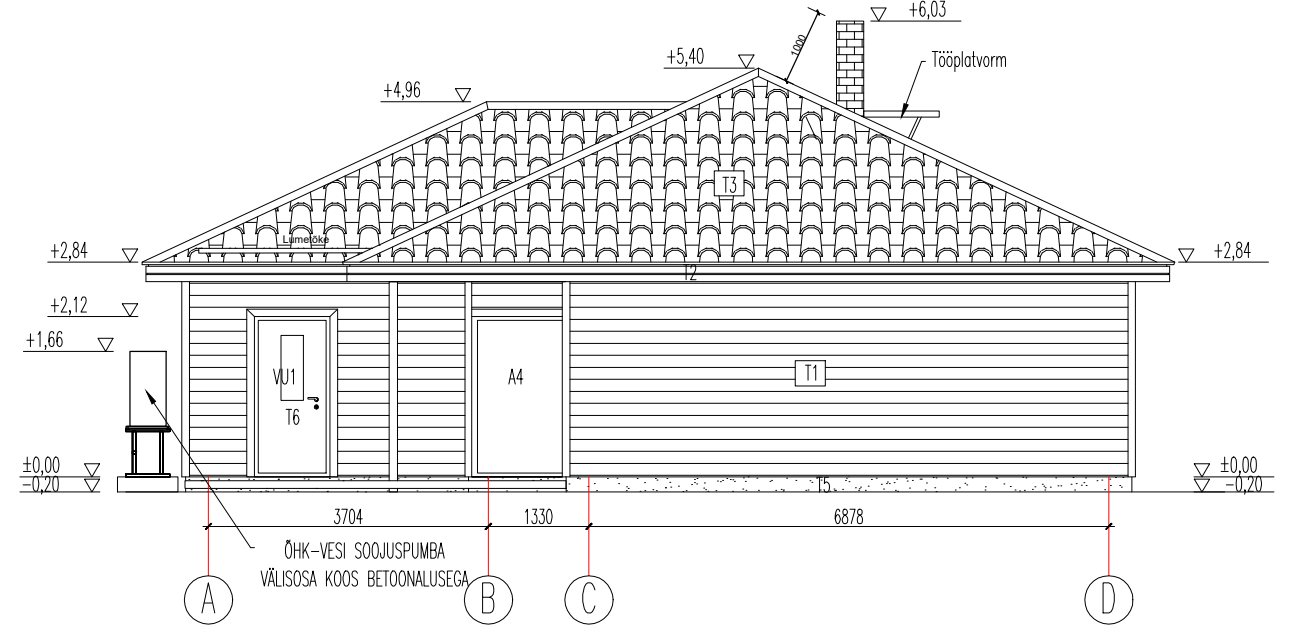 +6,03
1000
+5,40
Tööplatvorm
+4,96
T3
Lumetõke
+2,84
+2,84
T2
+2,12
+1,66
VU1
A4
T1
T6
±0,00
±0,00
-0,20
-0,20
T5
3704
1330
6878
ÕHK-VESI SOOJUSPUMBA
VÄLISOSA KOOS BETOONALUSEGA
A
B
C
D